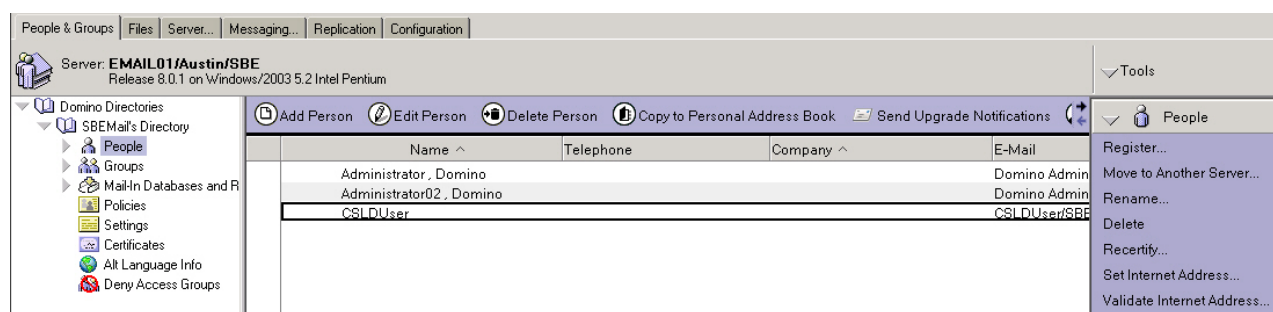 People & Groups Files Server... Messaging... Replication Configuration
Server: EMAIL01/Austin/SBE
Release 8.0.1 on Windows/2003 5.2 Intel Pentium
Tools
Domino Directories
SBEMail's Directory
People
Groups
Mail-In Databases and R
Policies
Settings
Certificates
Alt Language Info
Deny Access Groups
Add Person Edit Person Delete Person Copy to Personal Address Book Send Upgrade Notifications
Name Telephone Company E-Mail
Administrator , Domino Domino Admin
Administrator02 , Domino Domino Admin
CSLDUser CSLDUser/SBE
People
Register...
Move to Another Server...
Rename...
Delete
Recertify...
Set Internet Address...
Validate Internet Address...